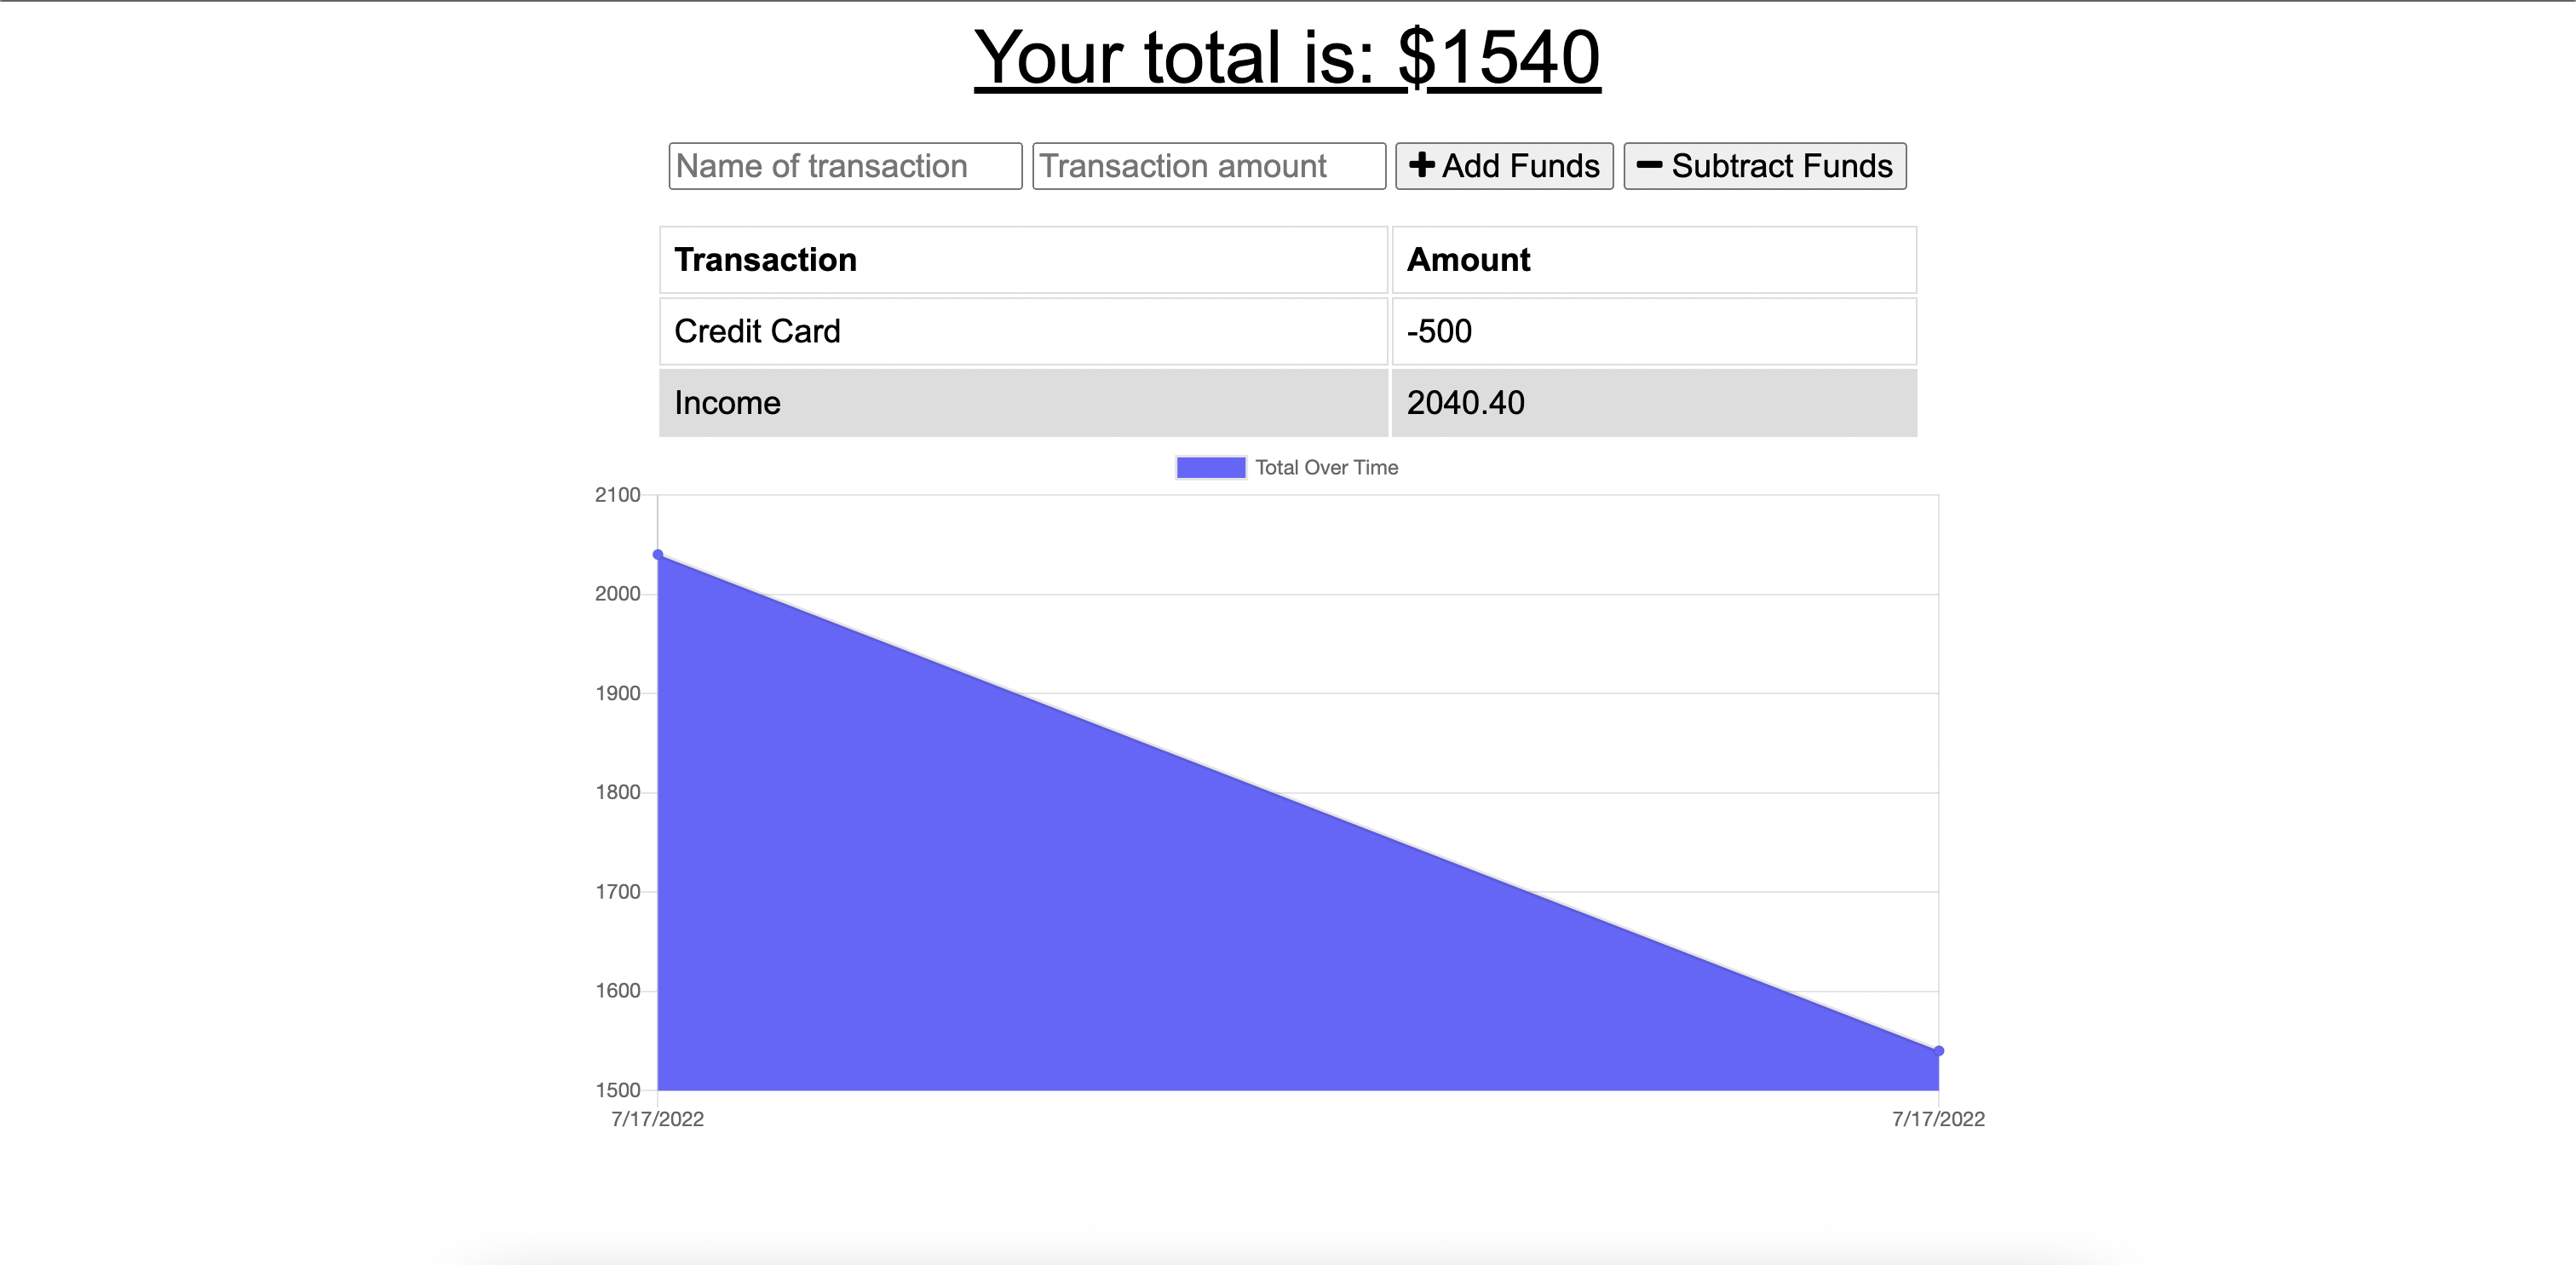 Your total is: $1540
Name of transaction Transaction amount Add Funds Subtract Funds
Transaction Amount
Credit Card -500
Income 2040.40
Total Over Time
2100
2000
1900
1800
1700
1600
1500
7/17/2022 7/17/2022